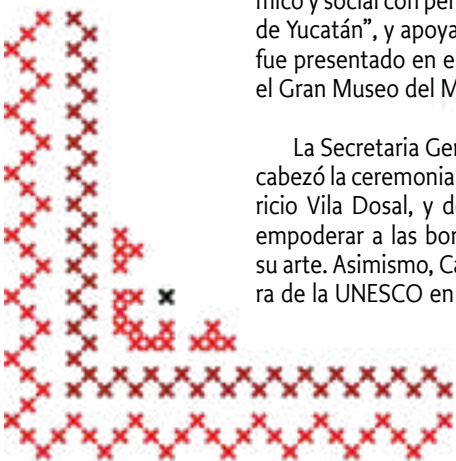 mico y social con per
de Yucatán”, y apoya
fue presentado en e
el Gran Museo del M
La Secretaria Ger
cabezó la ceremonia
ricio Vila Dosal, y d
empoderar a las bor
su arte. Asimismo, Ca
ra de la UNESCO en